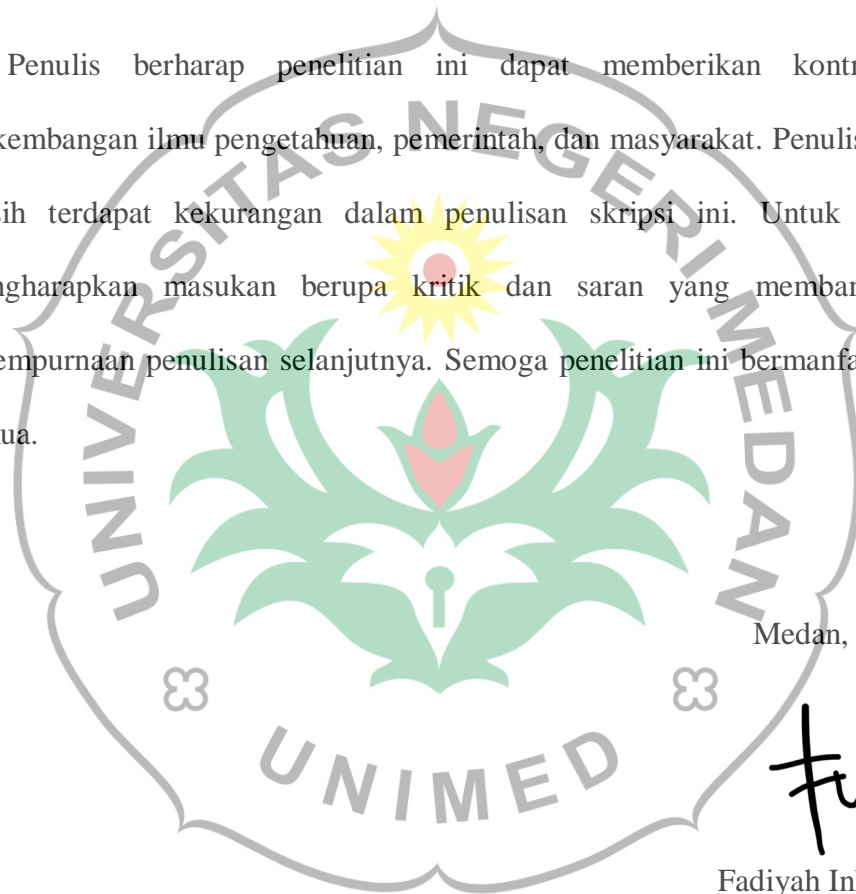 Penulis berharap penelitian ini dapat memberikan kontr
kembangan ilmu pengetahuan, pemerintah, dan masyarakat. Penulis
ih terdapat kekurangan dalam penulisan skripsi ini. Untuk
ngharapkan masukan berupa kritik dan saran yang memban
empurnaan penulisan selanjutnya. Semoga penelitian ini bermanfa
ua.
UNIVERSITAS NEGERI MEDAN
UNIMED
Medan,
Fadiyah In